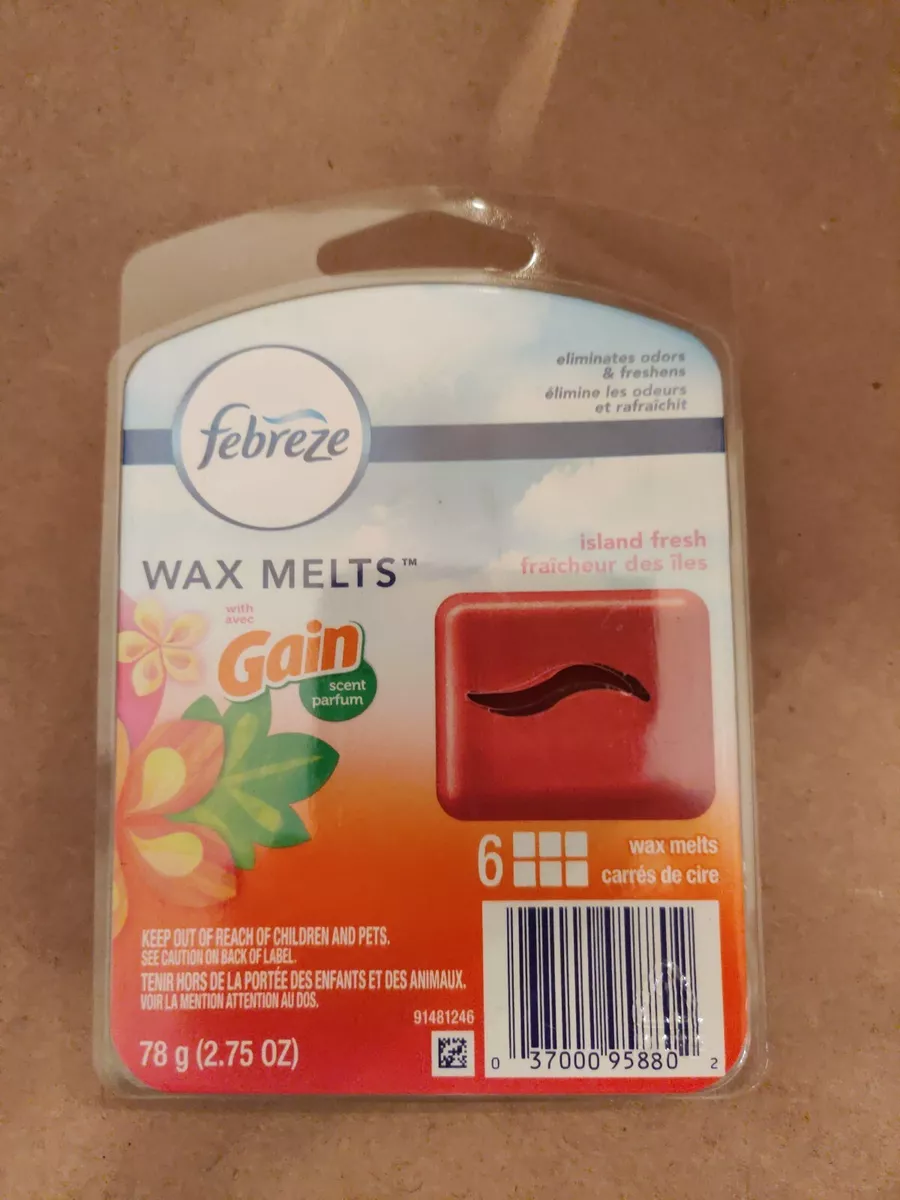 eliminates odors
& freshens
élimine les odeurs
et rafraîchit
febreze
WAX MELTS™
island fresh
fraîcheur des îles
with
avec
Gain
scent
parfum
6
wax melts
carrés de cire
KEEP OUT OF REACH OF CHILDREN AND PETS.
SEE CAUTION ON BACK OF LABEL.
TENIR HORS DE LA PORTÉE DES ENFANTS ET DES ANIMAUX.
VOIR LA MENTION ATTENTION AU DOS.
91481246
78 g (2.75 OZ)
0 37000 95880 2